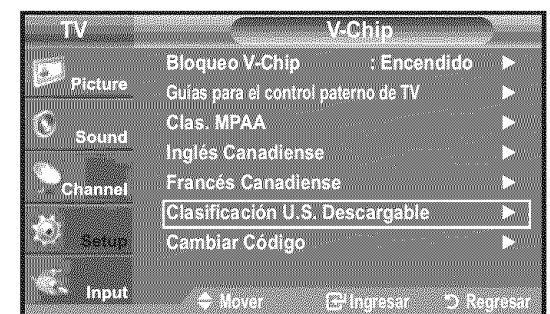 TV V-Chip
Bloqueo V-Chip : Encendido
Picture
Guías para el control paterno de TV
Clas. MPAA
Sound
Inglés Canadiense
Francés Canadiense
Channel
Clasificación U.S. Descargable
Setup
Cambiar Código
Input
Mover Ingresar Regresar